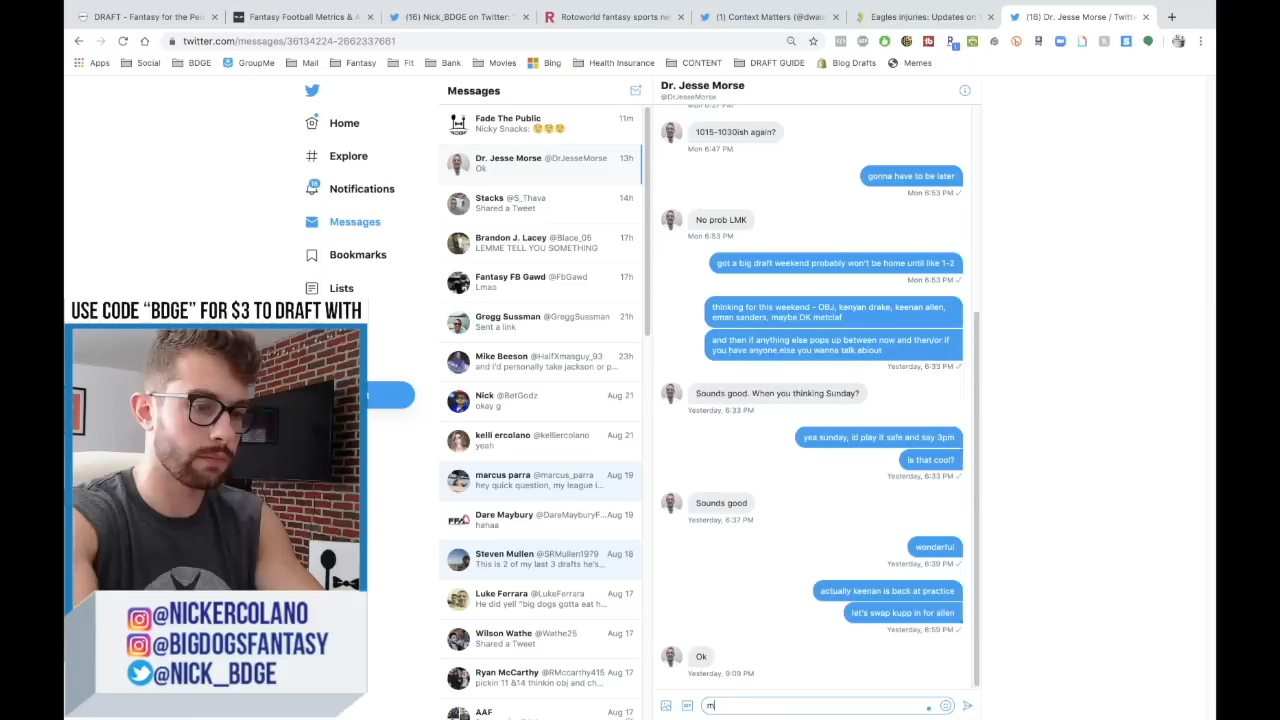 DRAFT - Fantasy for the Peo
Fantasy Football Metrics & A
(16) Nick_BDGE on Twitter: "
Rotoworld fantasy sports ne
(1) Context Matters (@dwain
Eagles injuries: Updates on
(16) Dr. Jesse Morse / Twitte
twitter.com/messages/36134224-2662337661
Apps
Social
BDGE
GroupMe
Mail
Fantasy
Fit
Bank
Movies
Bing
Health Insurance
CONTENT
DRAFT GUIDE
Blog Drafts
Memes
Home
Explore
16
Notifications
Messages
Bookmarks
Lists
Messages
Fade The Public 11m
Nicky Snacks:
Dr. Jesse Morse @DrJesseMorse 13h
Ok
Stacks @S_Thava 14h
Shared a Tweet
Brandon J. Lacey @Blace_05 17h
LEMME TELL YOU SOMETHING
Fantasy FB Gawd @FbGawd 17h
Lmao
Gregg Sussman @GreggSussman 21h
Sent a link
Mike Beeson @HalfXmasguy_93 23h
and i'd personally take jackson or p...
Nick @BetGodz Aug 21
okay g
kelli ercolano @kelliercolano Aug 21
yeah
marcus parra @marcus_parra Aug 19
hey quick question, my league i...
Dare Maybury @DareMayburyF... Aug 19
hahaa
Steven Mullen @SRMullen1979 Aug 18
This is 2 of my last 3 drafts he's...
Luke Ferrara @LukeFerrara Aug 17
He did yell "big dogs gotta eat h...
Wilson Wathe @Wathe25 Aug 17
Shared a Tweet
Ryan McCarthy @RMccarthy415 Aug 17
pickin 11 &14 thinkin obj and ch...
AAF Aug 17
Dr. Jesse Morse
@DrJesseMorse
Mon 6:37 PM
1015-1030ish again?
Mon 6:47 PM
gonna have to be later
Mon 6:53 PM
No prob LMK
Mon 6:53 PM
got a big draft weekend probably won't be home until like 1-2
Mon 6:53 PM
thinking for this weekend - OBJ, kenyan drake, keenan allen,
eman sanders, maybe DK metclaf
and then if anything else pops up between now and then/or if
you have anyone else you wanna talk abiout
Yesterday, 6:33 PM
Sounds good. When you thinking Sunday?
Yesterday, 6:33 PM
yea sunday, id play it safe and say 3pm
is that cool?
Yesterday, 6:33 PM
Sounds good
Yesterday, 6:37 PM
wonderful
Yesterday, 6:39 PM
actually keenan is back at practice
let's swap kupp in for allen
Yesterday, 6:59 PM
Ok
Yesterday, 9:09 PM
GIF
m
USE CODE "BDGE" FOR $3 TO DRAFT WITH
@NICKERCOLANO
@BIGDOGSFANTASY
@NICK_BDGE